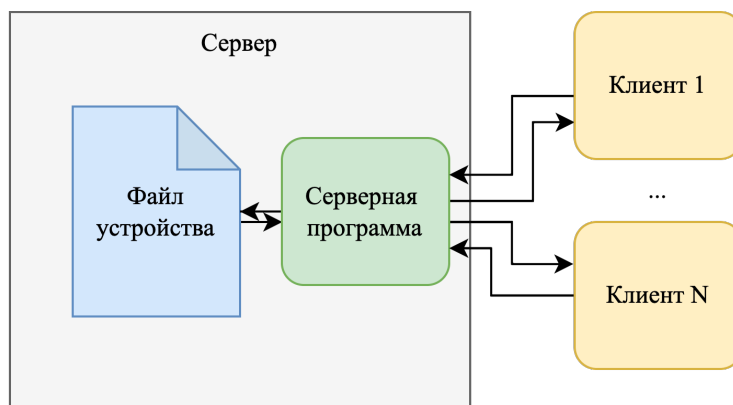 Сервер
Клиент 1
Файл
устройства
Серверная
программа
...
Клиент N